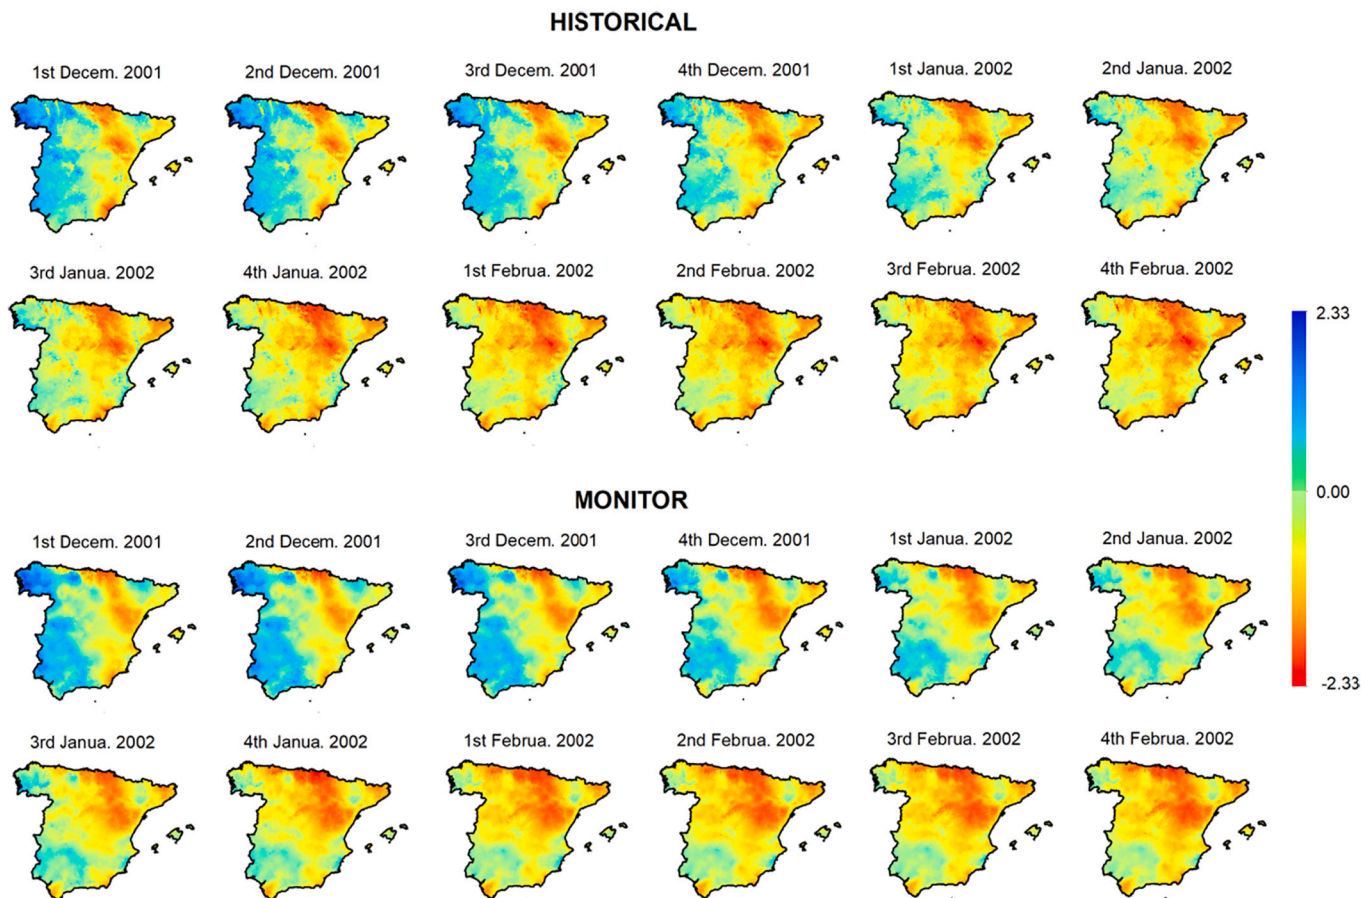 HISTORICAL
1st Decem. 2001
2nd Decem. 2001
3rd Decem. 2001
4th Decem. 2001
1st Janua. 2002
2nd Janua. 2002
3rd Janua. 2002
4th Janua. 2002
1st Februa. 2002
2nd Februa. 2002
3rd Februa. 2002
4th Februa. 2002
2.33
0.00
-2.33
MONITOR
1st Decem. 2001
2nd Decem. 2001
3rd Decem. 2001
4th Decem. 2001
1st Janua. 2002
2nd Janua. 2002
3rd Janua. 2002
4th Janua. 2002
1st Februa. 2002
2nd Februa. 2002
3rd Februa. 2002
4th Februa. 2002